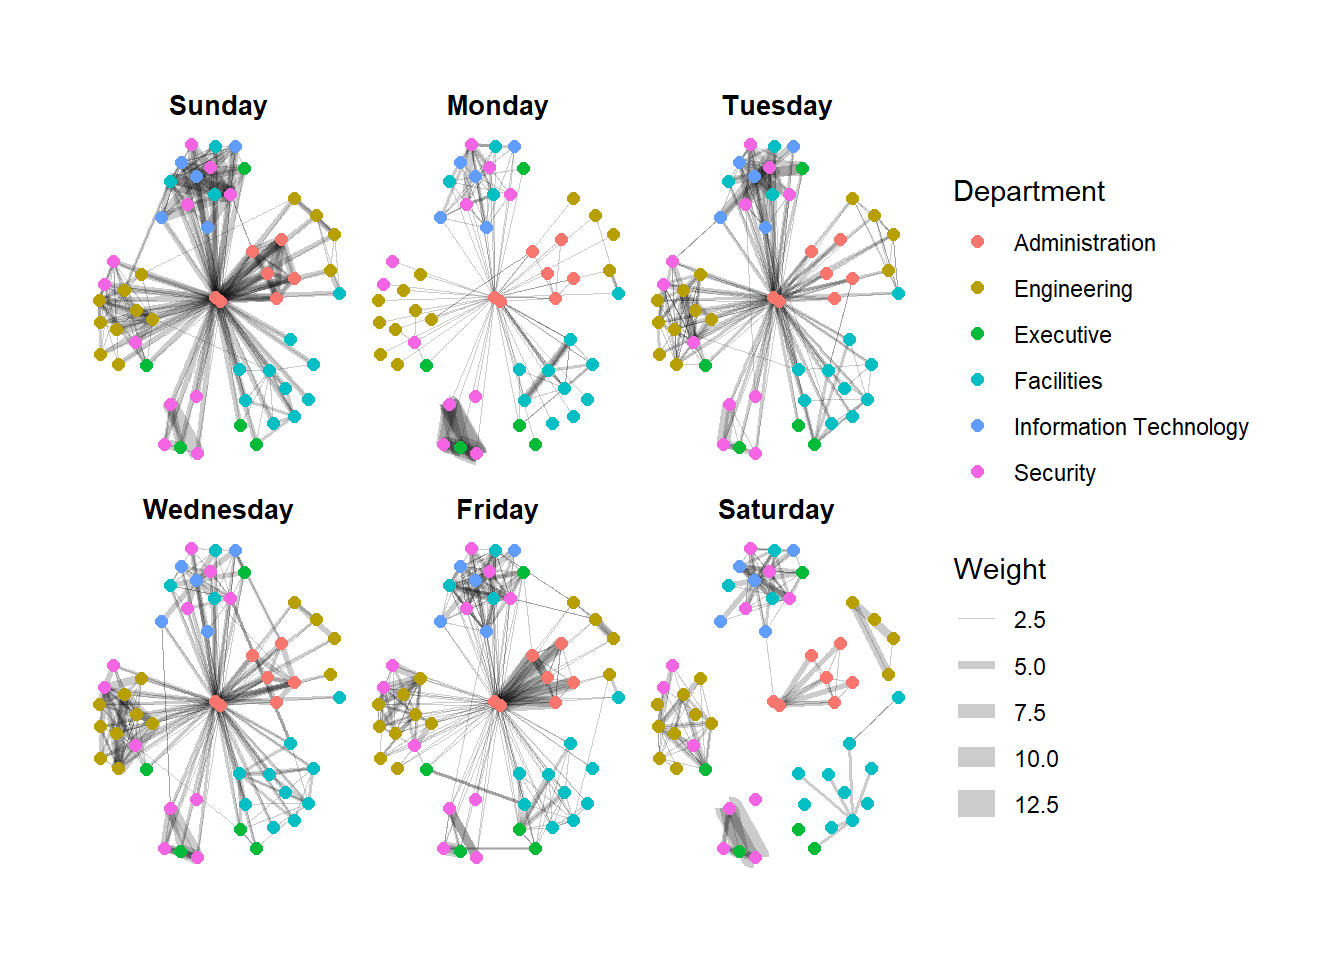 Sunday
Monday
Tuesday
Wednesday
Friday
Saturday
Department
Administration
Engineering
Executive
Facilities
Information Technology
Security
Weight
2.5
5.0
7.5
10.0
12.5